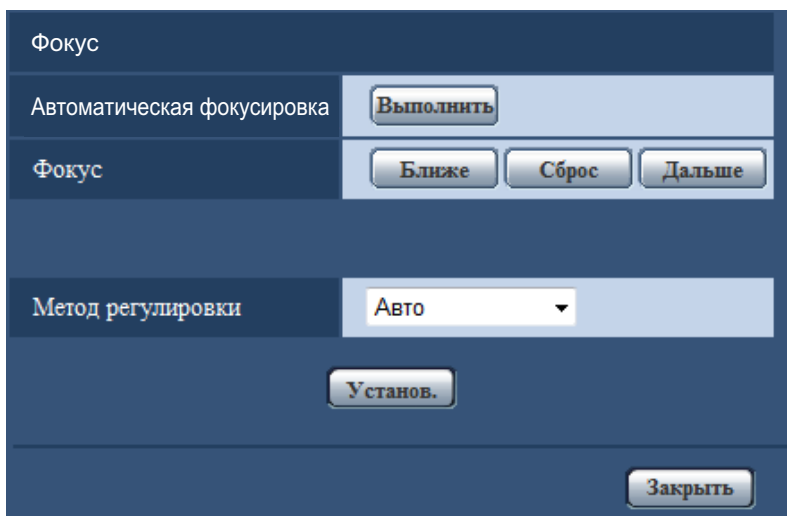 Фокус
Автоматическая фокусировка Выполнить
Фокус Ближе Сброс Дальше
Метод регулировки Авто
Установ.
Закрыть